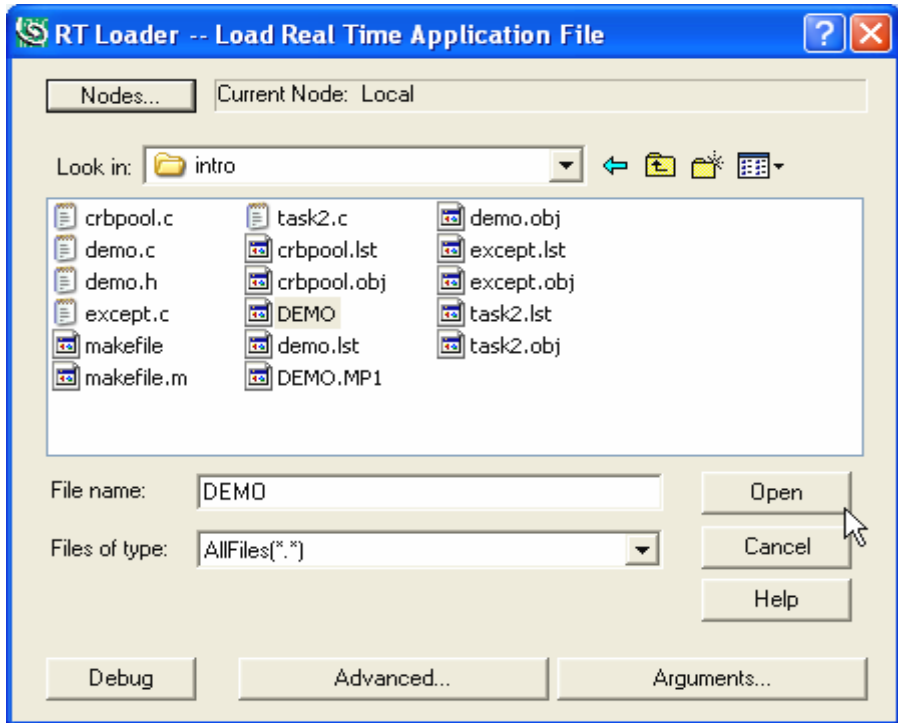 RT Loader -- Load Real Time Application File
Nodes... Current Node: Local
Look in: intro
crbpool.c task2.c demo.obj
demo.c crbpool.lst except.lst
demo.h crbpool.obj except.obj
except.c DEMO task2.lst
makefile demo.lst task2.obj
makefile.m DEMO.MP1
File name: DEMO Open
Files of type: AllFiles(*.*) Cancel
Help
Debug Advanced... Arguments...